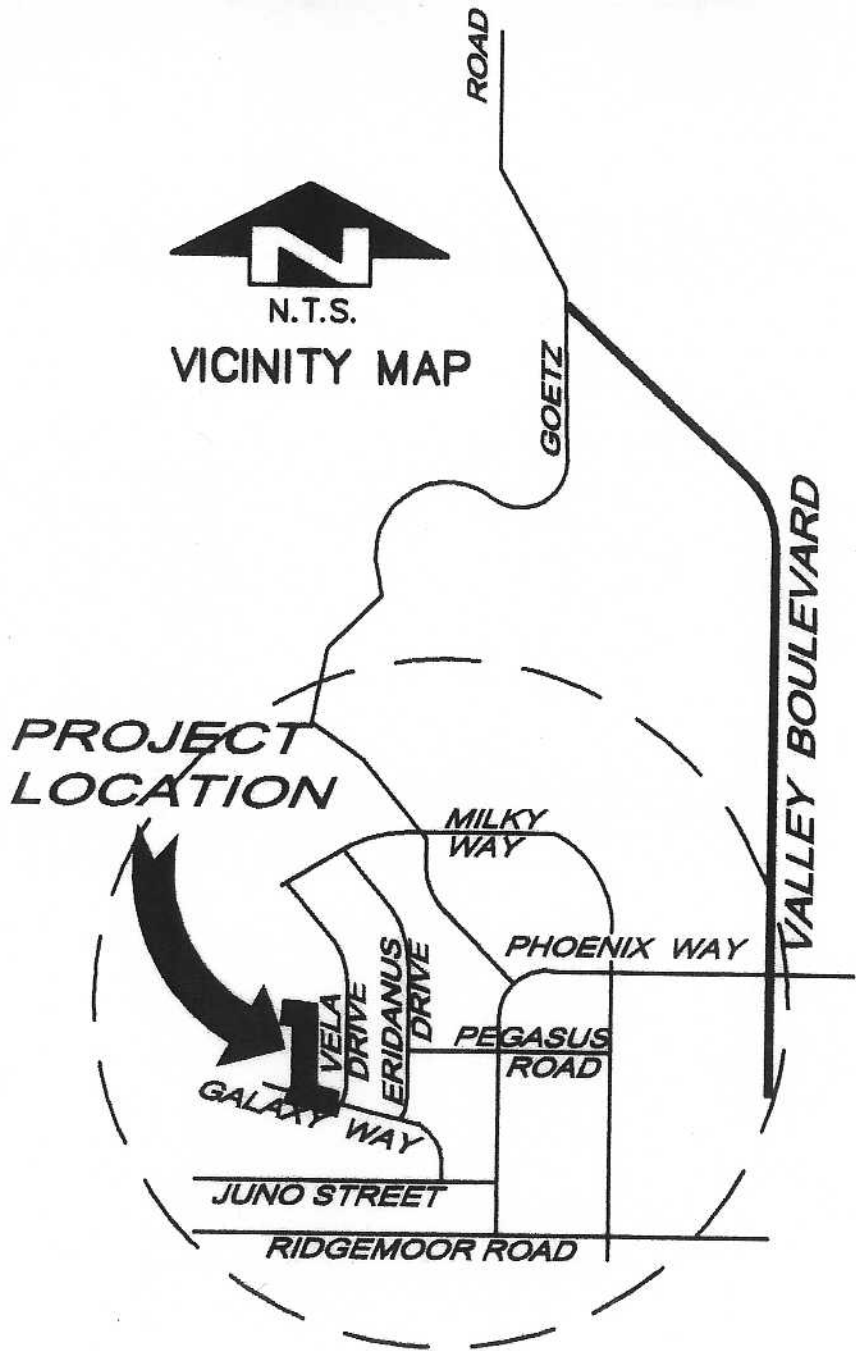 ROAD
N
N.T.S.
VICINITY MAP
GOETZ
VALLEY BOULEVARD
PROJECT
LOCATION
MILKY
WAY
PHOENIX WAY
VELA
DRIVE
ERIDANUS
DRIVE
PEGASUS
ROAD
GALAXY WAY
JUNO STREET
RIDGEMOOR ROAD